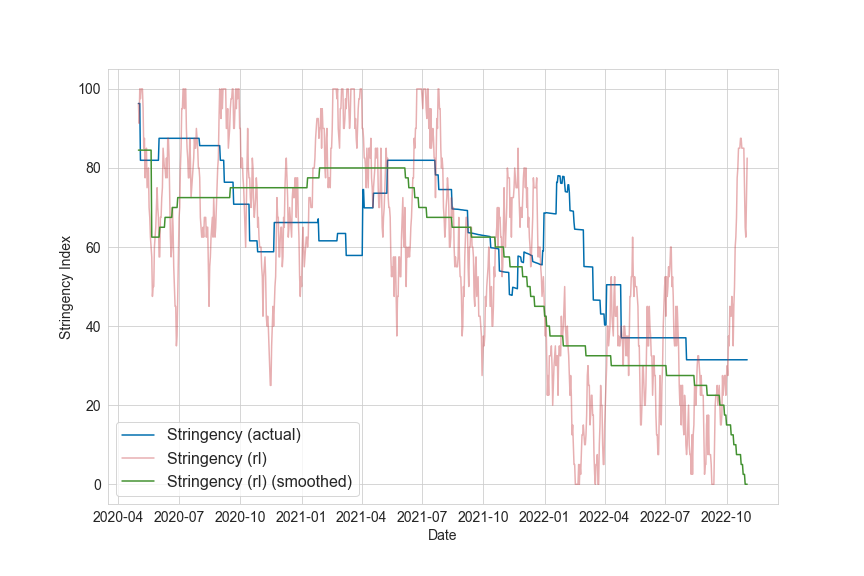 100
80
60
40
20
0
Stringency Index
Stringency (actual)
Stringency (rl)
Stringency (rl) (smoothed)
2020-04 2020-07 2020-10 2021-01 2021-04 2021-07 2021-10 2022-01 2022-04 2022-07 2022-10
Date